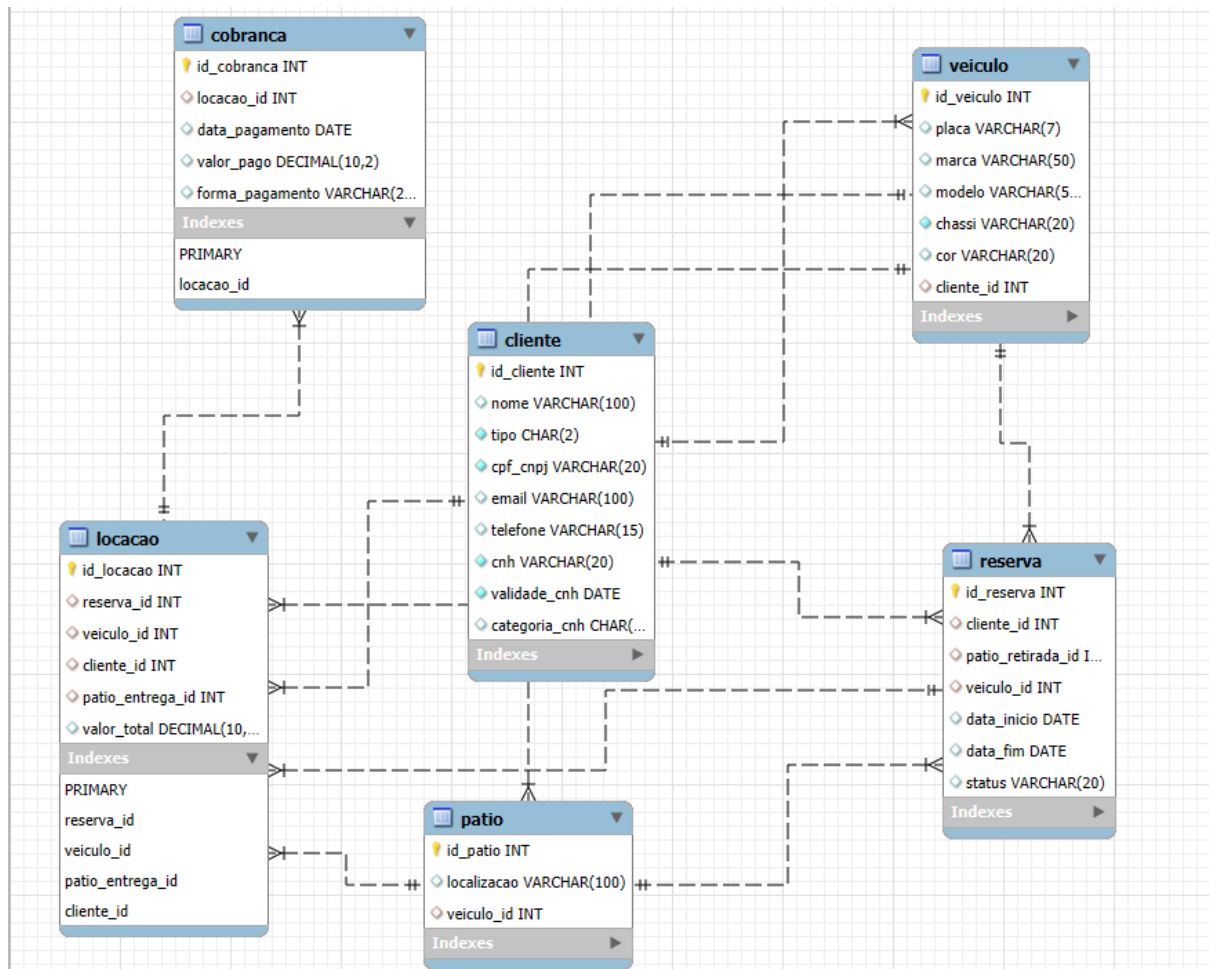 cobranca
id_cobranca INT
locacao_id INT
data_pagamento DATE
valor_pago DECIMAL(10,2)
forma_pagamento VARCHAR(2...
Indexes
PRIMARY
locacao_id
veiculo
id_veiculo INT
placa VARCHAR(7)
marca VARCHAR(50)
modelo VARCHAR(5...
chassi VARCHAR(20)
cor VARCHAR(20)
cliente_id INT
Indexes
cliente
id_cliente INT
nome VARCHAR(100)
tipo CHAR(2)
cpf_cnpj VARCHAR(20)
email VARCHAR(100)
telefone VARCHAR(15)
cnh VARCHAR(20)
validade_cnh DATE
categoria_cnh CHAR(...
Indexes
locacao
id_locacao INT
reserva_id INT
veiculo_id INT
cliente_id INT
patio_entrega_id INT
valor_total DECIMAL(10,...
Indexes
PRIMARY
reserva_id
veiculo_id
patio_entrega_id
cliente_id
reserva
id_reserva INT
cliente_id INT
patio_retirada_id I...
veiculo_id INT
data_inicio DATE
data_fim DATE
status VARCHAR(20)
Indexes
patio
id_patio INT
localizacao VARCHAR(100)
veiculo_id INT
Indexes